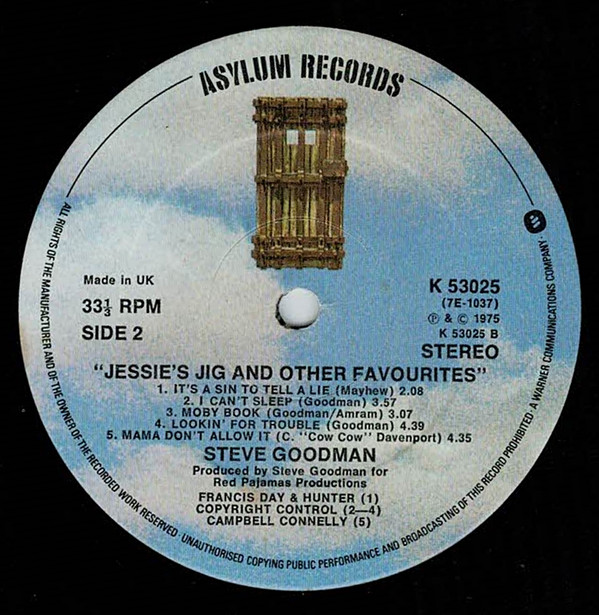 ASYLUM RECORDS
Made in UK
33⅓ RPM
SIDE 2
K 53025
(7E-1037)
Ⓟ & © 1975
K 53025 B
STEREO
"JESSIE'S JIG AND OTHER FAVOURITES"
1. IT'S A SIN TO TELL A LIE (Mayhew) 2.08
2. I CAN'T SLEEP (Goodman) 3.57
3. MOBY BOOK (Goodman/Amram) 3.07
4. LOOKIN' FOR TROUBLE (Goodman) 4.39
5. MAMA DON'T ALLOW IT (C. "Cow Cow" Davenport) 4.35
STEVE GOODMAN
Produced by Steve Goodman for
Red Pajamas Productions
FRANCIS DAY & HUNTER (1)
COPYRIGHT CONTROL (2—4)
CAMPBELL CONNELLY (5)
ALL RIGHTS OF THE MANUFACTURER AND OF THE OWNER OF THE RECORDED WORK RESERVED · UNAUTHORISED COPYING PUBLIC PERFORMANCE AND BROADCASTING OF THIS RECORD PROHIBITED A WARNER COMMUNICATIONS COMPANY ·